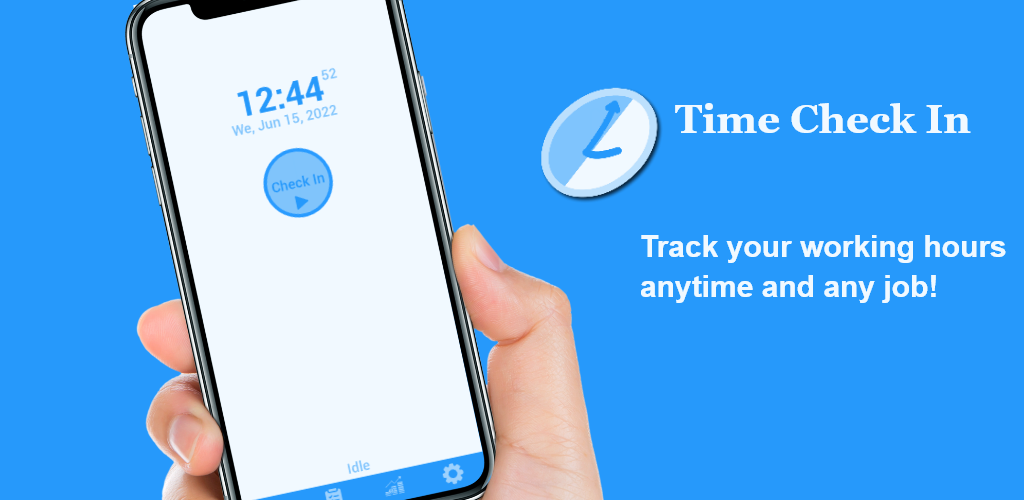 12:44 52
We, Jun 15, 2022
Check In
Idle
Time Check In
Track your working hours
anytime and any job!